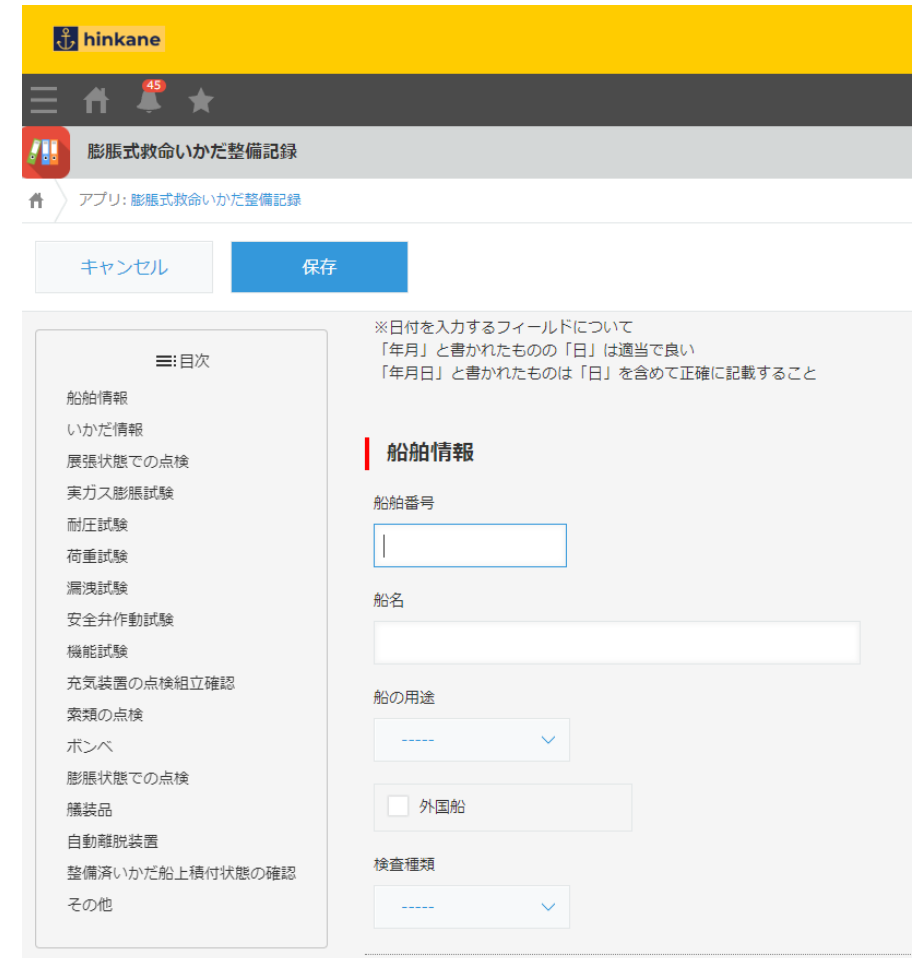 hinkane
45
膨脹式救命いかだ整備記録
アプリ: 膨脹式救命いかだ整備記録
キャンセル
保存
※日付を入力するフィールドについて
「年月」と書かれたものの「日」は適当で良い
「年月日」と書かれたものは「日」を含めて正確に記載すること
目次
船舶情報
いかだ情報
展張状態での点検
実ガス膨脹試験
耐圧試験
荷重試験
漏洩試験
安全弁作動試験
機能試験
充気装置の点検組立確認
索類の点検
ボンベ
膨脹状態での点検
艤装品
自動離脱装置
整備済いかだ船上積付状態の確認
その他
船舶情報
船舶番号
船名
船の用途
-----
外国船
検査種類
-----